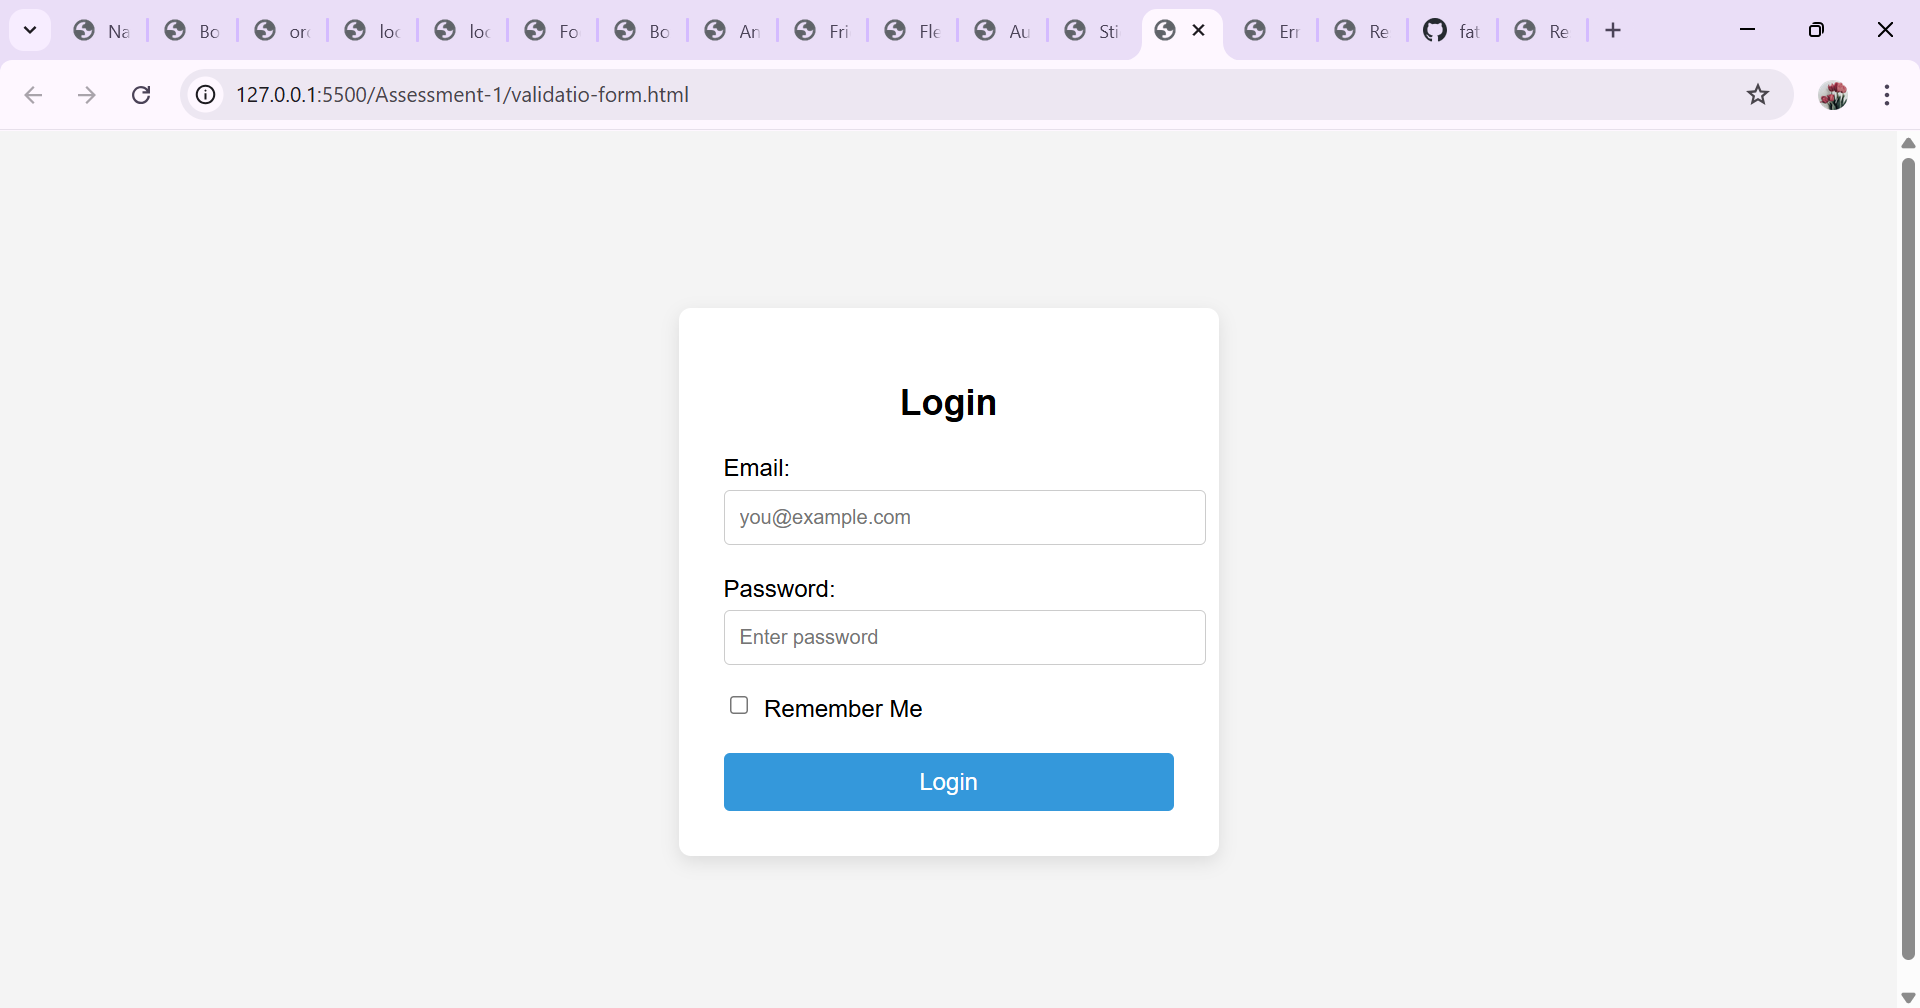 Na
Bo
or
loc
loc
Fo
Bo
An
Fri
Fle
Au
Sti
Err
Re
fat
Re
127.0.0.1:5500/Assessment-1/validatio-form.html
Login
Email:
you@example.com
Password:
Enter password
Remember Me
Login